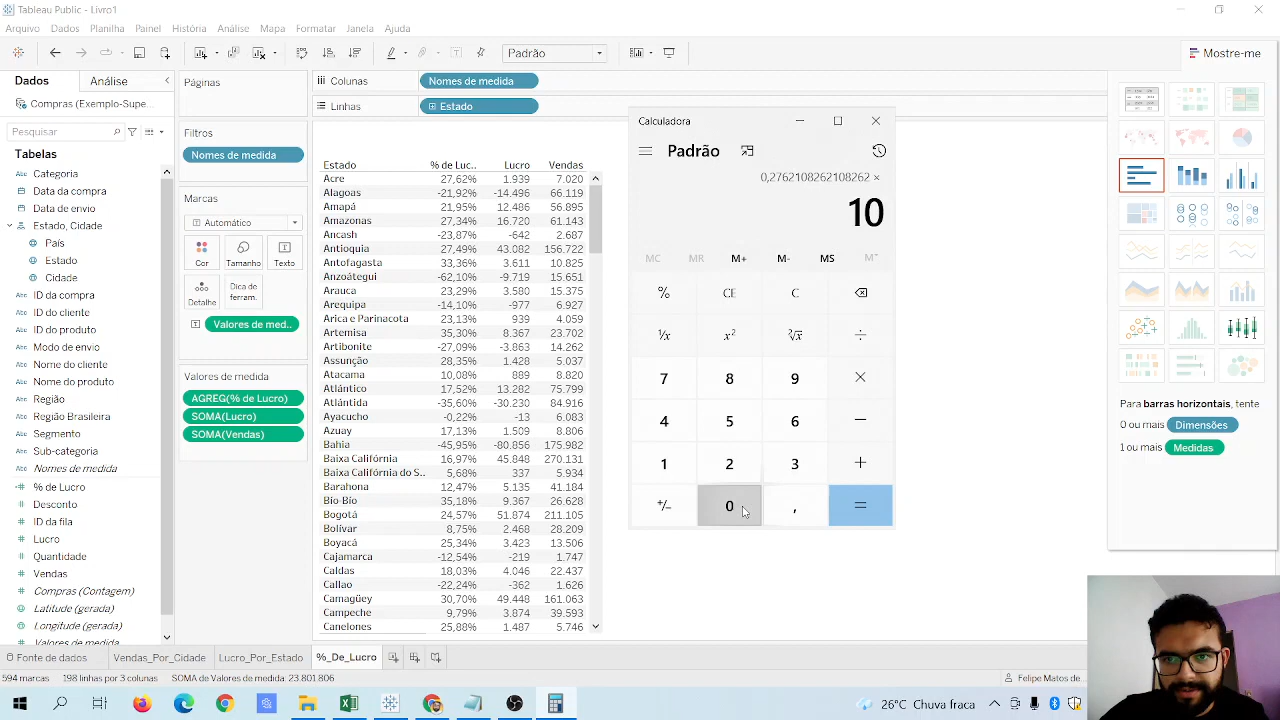 Tableau Public - Livro1
Arquivo Dados Planilha Painel História Análise Mapa Formatar Janela Ajuda
Padrão
Mostre-me
Dados Análise
Compras (Exemplo-Supe...
Pesquisar
Tabelas
Categoria
Data da compra
Data de envio
Estado, Cidade
País
Estado
Cidade
ID da compra
ID do cliente
ID do produto
Modo de envio
Nome do cliente
Nome do produto
Região
Região Brasileira
Segmento
Sub-categoria
Nomes de medida
% de Lucro
Desconto
ID da fila
Lucro
Quantidade
Vendas
Compras (Contagem)
Latitude (gerada)
Longitude (gerada)
Valores de medida
Páginas
Filtros
Nomes de medida
Marcas
Automático
Cor Tamanho Texto
Detalhe Dica de ferram.
Valores de med..
Valores de medida
AGREG(% de Lucro)
SOMA(Lucro)
SOMA(Vendas)
Colunas Nomes de medida
Linhas Estado
Estado % de Luc.. Lucro Vendas
Acre 27,62% 1.939 7.020
Alagoas -21,92% -14.496 66.119
Amapá 21,95% 12.486 56.895
Amazonas 27,34% 16.720 61.143
Ancash 23,87% 642 2.687
Antioquia 27,49% 43.082 156.722
Antofagasta 33,36% 3.611 10.825
Anzoátegui -62,10% -9.719 15.651
Arauca 23,29% 3.580 15.375
Arequipa -14,10% -977 6.927
Arica e Parinacota 23,13% 939 4.059
Artemisa 35,30% 8.367 23.702
Artibonite -27,09% -3.863 14.262
Assunção 28,35% 1.428 5.037
Atacama 10,08% 889 8.820
Atlántico 17,52% 13.282 75.799
Atlántida -35,60% -30.230 84.916
Ayacucho -0,22% -13 6.083
Azuay 17,13% 1.509 8.806
Bahia -45,95% -80.856 175.982
Baixa Califórnia 16,97% 45.848 270.131
Baixa Califórnia do S... 5,68% 337 5.934
Barahona 12,47% 5.135 41.184
Bío-Bío 35,18% 9.367 26.628
Bogotá 24,57% 51.874 211.105
Bolívar 8,75% 2.468 28.209
Boyacá 25,34% 3.423 13.506
Cajamarca -12,54% -219 1.747
Caldas 18,03% 4.046 22.437
Callao -22,24% -362 1.626
Camagüey 30,70% 49.448 161.063
Campeche 9,79% 3.874 39.593
Canelones 25,88% 1.487 5.746
Calculadora
Padrão
0,2762108262108262 ×
10
MC MR M+ M- MS M˅
% CE C
¹/x x² ²√x ÷
7 8 9 ×
4 5 6 −
1 2 3 +
+/− 0 , =
Para barras horizontais, tente
0 ou mais Dimensões
1 ou mais Medidas
Fonte de dados Vendas_Por_Cidade Lucro_Por_Estado %_De_Lucro
594 marcas 198 linhas por 3 colunas SOMA de Valores de medida: 23.801.806
Felipe Matos de...
26°C Chuva fraca